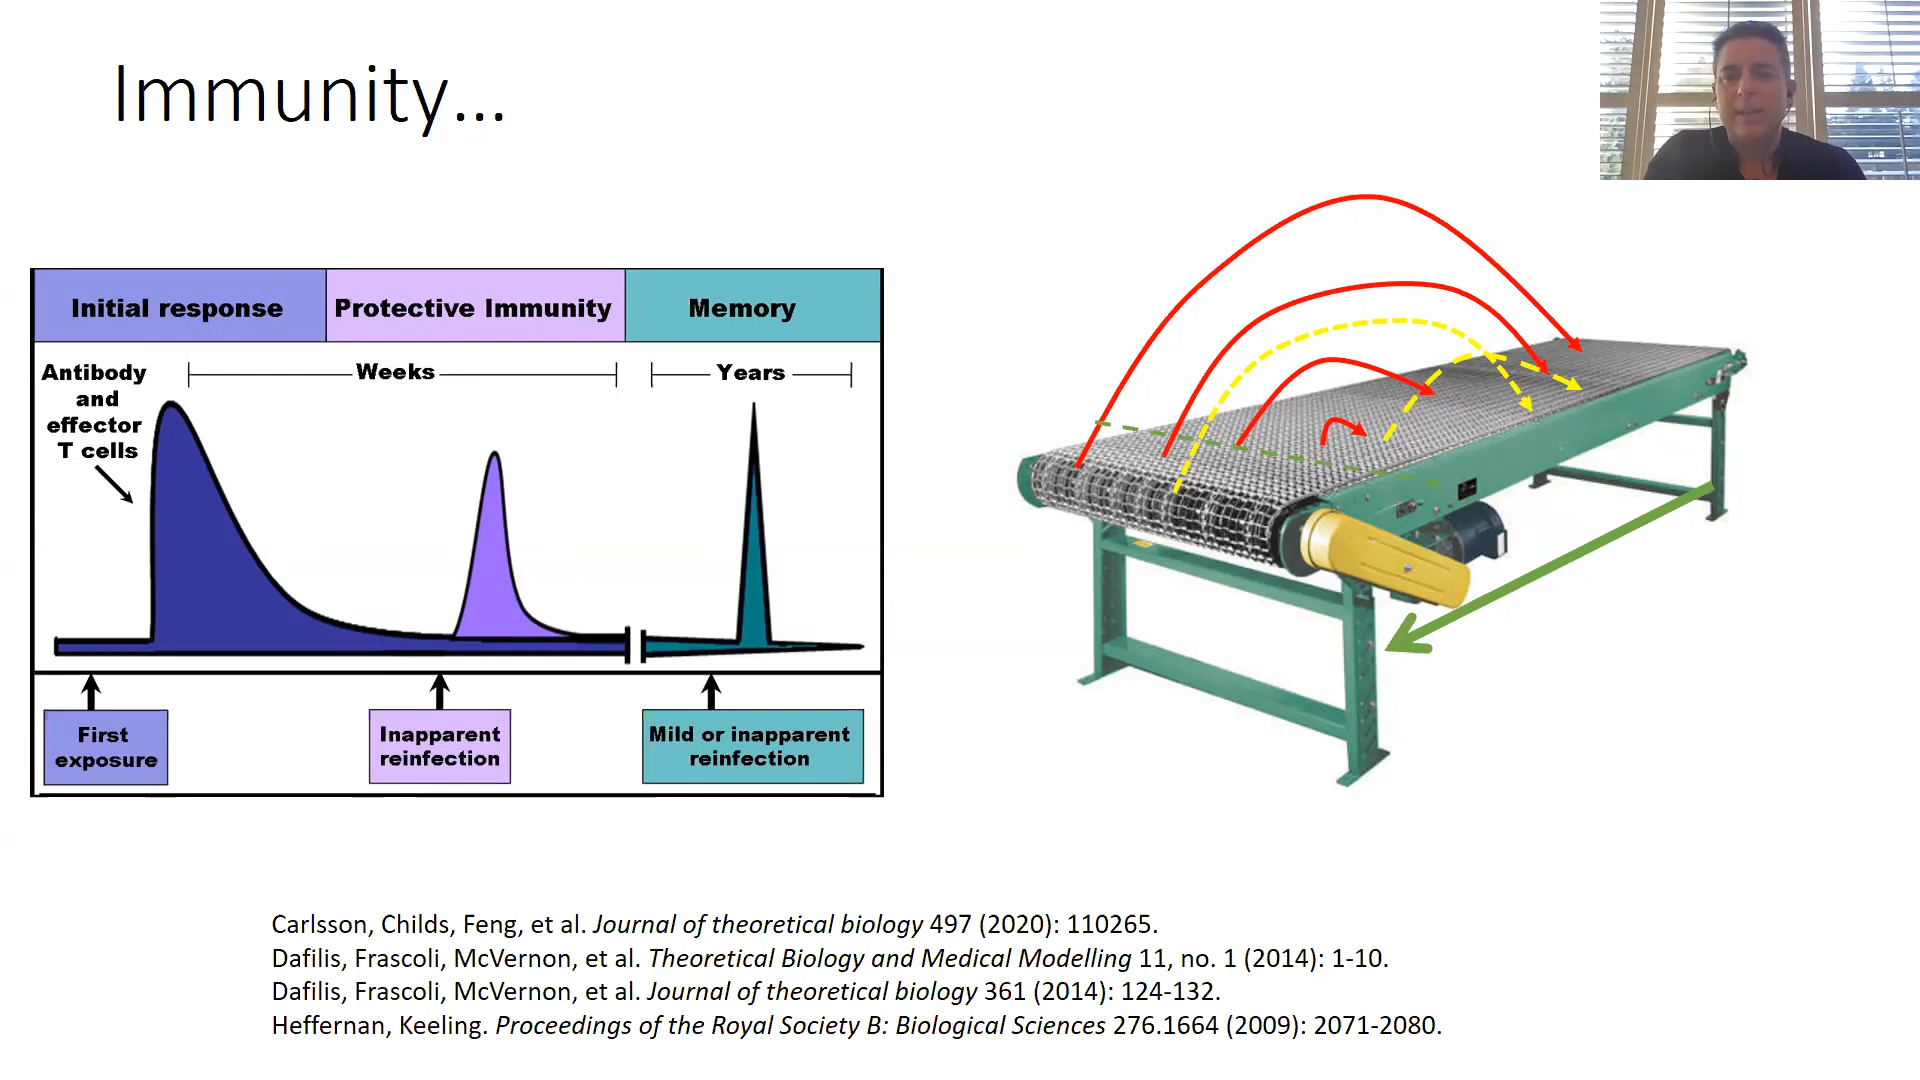 Immunity...
Initial response
Protective Immunity
Memory
Antibody
and
effector
T cells
Weeks
Years
First
exposure
Inapparent
reinfection
Mild or inapparent
reinfection
Carlsson, Childs, Feng, et al. Journal of theoretical biology 497 (2020): 110265.
Dafilis, Frascoli, McVernon, et al. Theoretical Biology and Medical Modelling 11, no. 1 (2014): 1-10.
Dafilis, Frascoli, McVernon, et al. Journal of theoretical biology 361 (2014): 124-132.
Heffernan, Keeling. Proceedings of the Royal Society B: Biological Sciences 276.1664 (2009): 2071-2080.